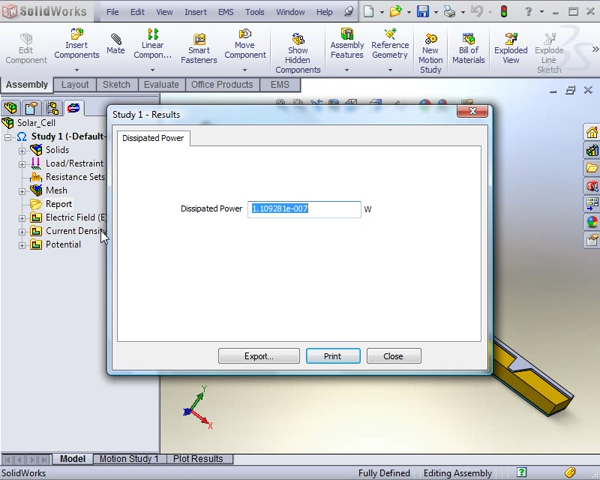 SolidWorks
File Edit View Insert EMS Tools Window Help
Edit Component
Insert Components
Mate
Linear Compon...
Smart Fasteners
Move Component
Show Hidden Components
Assembly Features
Reference Geometry
New Motion Study
Bill of Materials
Exploded View
Explode Line Sketch
Assembly Layout Sketch Evaluate Office Products EMS
Study 1 - Results
Dissipated Power
Solar_Cell
Study 1 (-Default-
Solids
Load/Restraint
Resistance Sets
Mesh
Report
Electric Field (E)
Current Density
Potential
Dissipated Power 1.109281e-007 W
Export... Print Close
Y
X
Model Motion Study 1 Plot Results
SolidWorks Fully Defined Editing Assembly